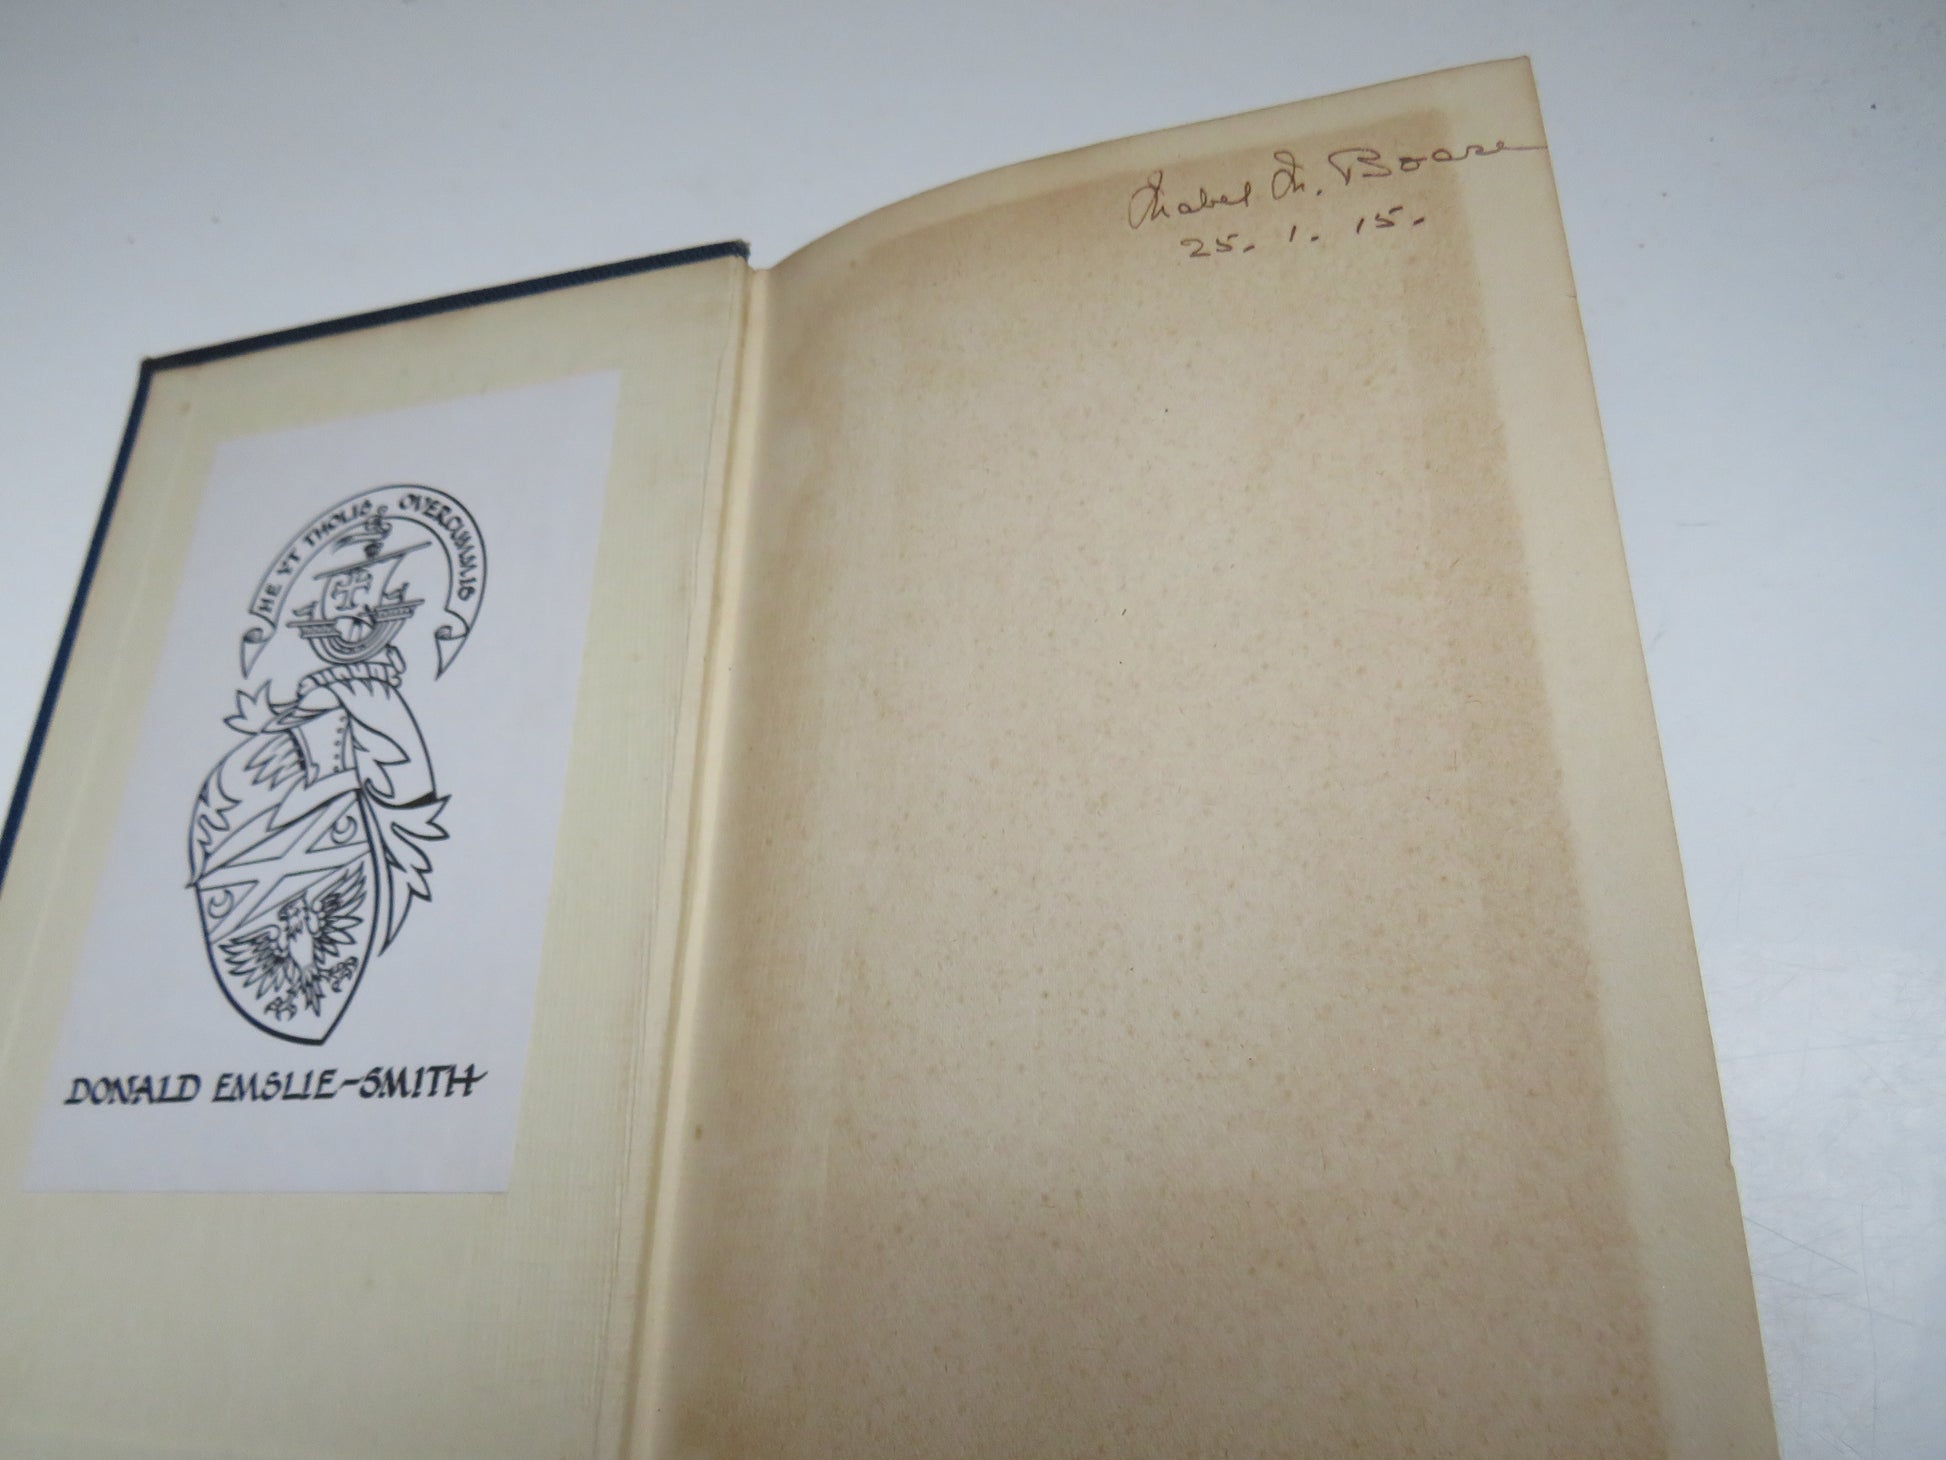 HE YT THOLIS OVERCUMMIS
DONALD EMSLIE-SMITH
Mabel M. Boase
25. 1. 15.